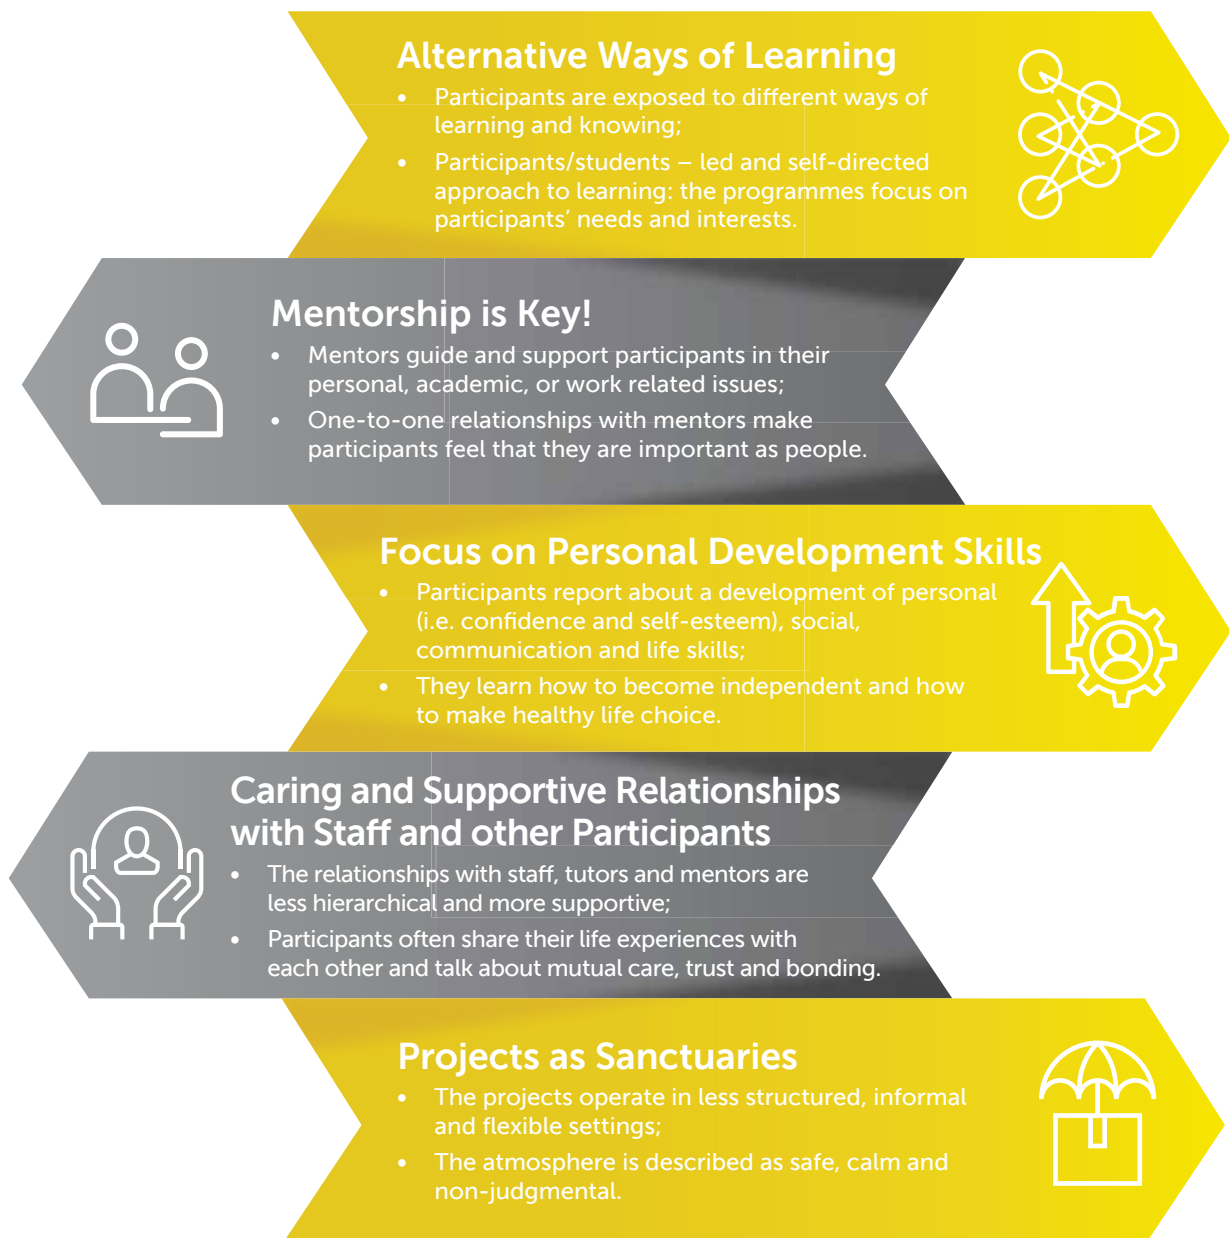 Alternative Ways of Learning
• Participants are exposed to different ways of
learning and knowing;
• Participants/students – led and self-directed
approach to learning: the programmes focus on
participants’ needs and interests.
Mentorship is Key!
• Mentors guide and support participants in their
personal, academic, or work related issues;
• One-to-one relationships with mentors make
participants feel that they are important as people.
Focus on Personal Development Skills
• Participants report about a development of personal
(i.e. confidence and self-esteem), social,
communication and life skills;
• They learn how to become independent and how
to make healthy life choice.
Caring and Supportive Relationships
with Staff and other Participants
• The relationships with staff, tutors and mentors are
less hierarchical and more supportive;
• Participants often share their life experiences with
each other and talk about mutual care, trust and bonding.
Projects as Sanctuaries
• The projects operate in less structured, informal
and flexible settings;
• The atmosphere is described as safe, calm and
non-judgmental.